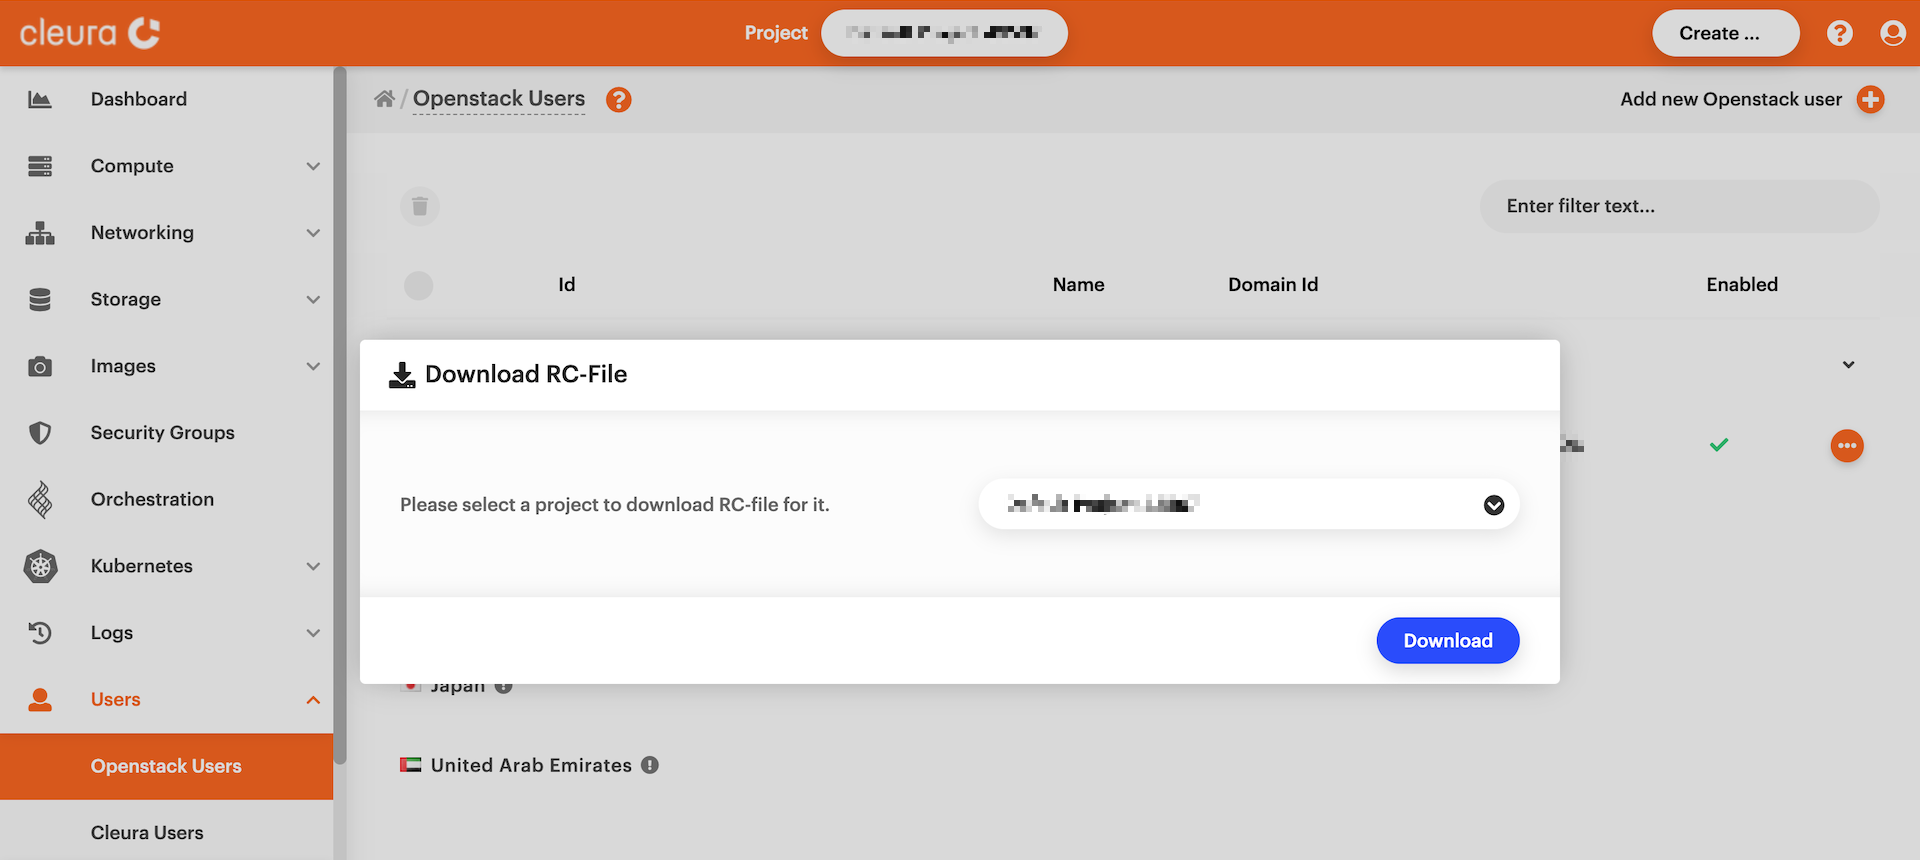 cleura
Project
Create ...
Dashboard
/ Openstack Users
Add new Openstack user
Compute
Networking
Enter filter text...
Id
Name
Domain Id
Enabled
Storage
Images
Download RC-File
Security Groups
Orchestration
Please select a project to download RC-file for it.
Kubernetes
Logs
Download
Users
Japan
Openstack Users
United Arab Emirates
Cleura Users